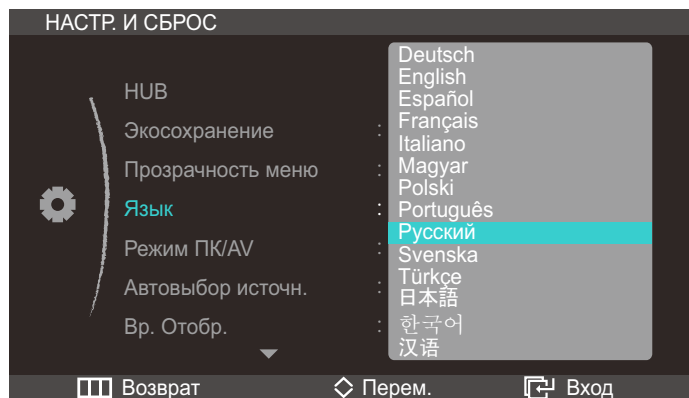 НАСТР. И СБРОС
HUB
Экосохранение :
Прозрачность меню :
Язык :
Режим ПК/AV :
Автовыбор источн. :
Вр. Отобр. :
Deutsch
English
Español
Français
Italiano
Magyar
Polski
Português
Русский
Svenska
Türkçe
日本語
한국어
汉语
Возврат
Перем.
Вход